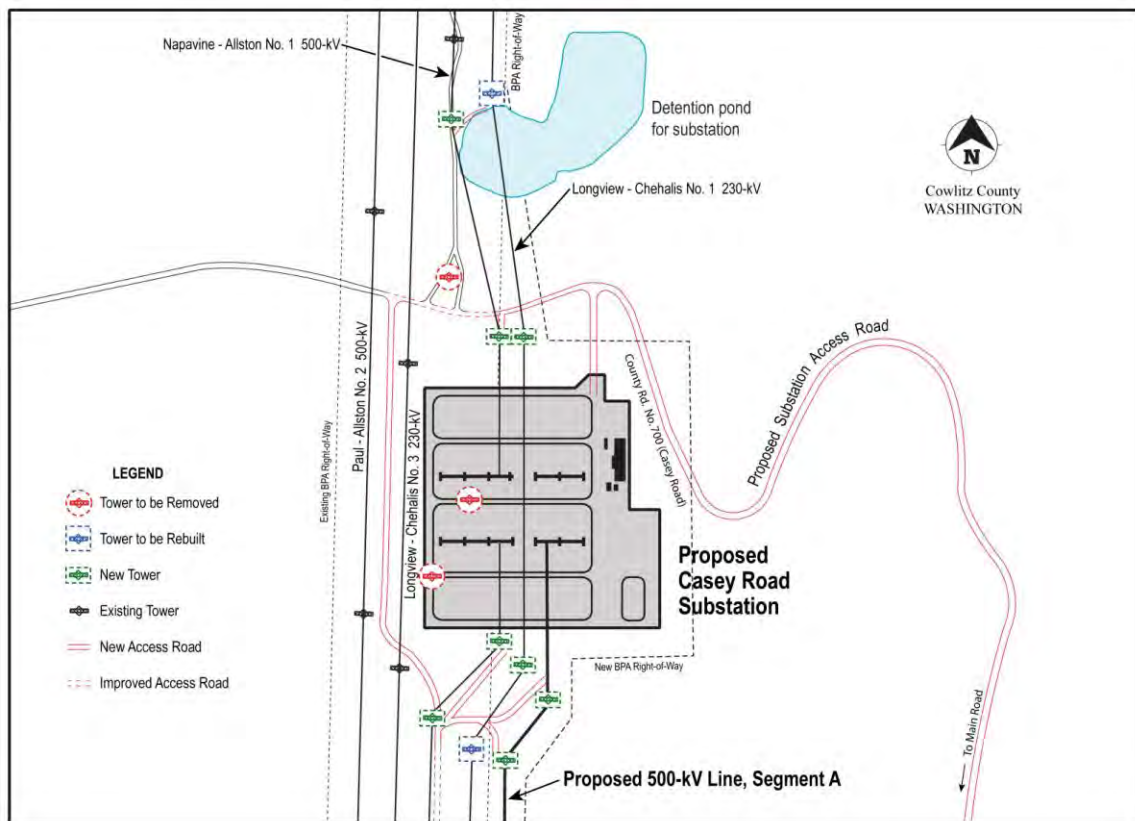 Napavine - Allston No. 1  500-kV
BPA Right-of-Way
Detention pond
for substation
N
Cowlitz County
WASHINGTON
Longview - Chehalis No. 1  230-kV
Proposed Substation Access Road
County Rd. No. 700 (Casey Road)
Existing BPA Right-of-Way
Paul - Allston No. 2  500-kV
Longview - Chehalis No. 3  230-kV
LEGEND
Tower to be Removed
Tower to be Rebuilt
New Tower
Existing Tower
New Access Road
Improved Access Road
Proposed
Casey Road
Substation
New BPA Right-of-Way
To Main Road
Proposed 500-kV Line, Segment A